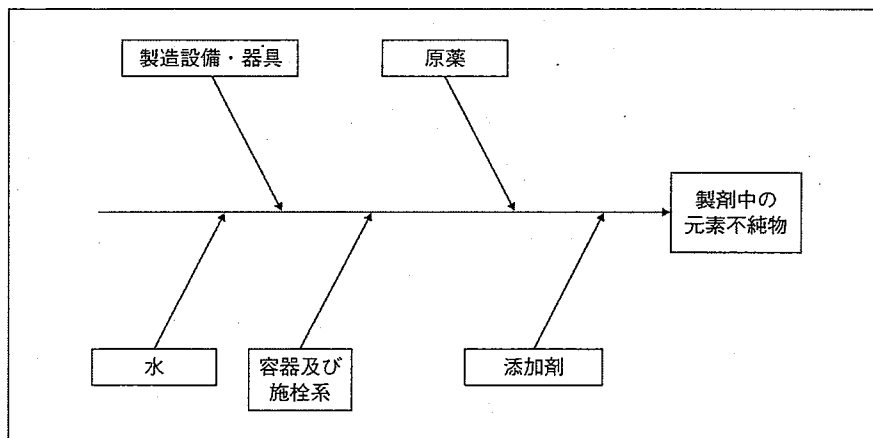 製造設備・器具
原薬
製剤中の
元素不純物
水
容器及び
施栓系
添加剤